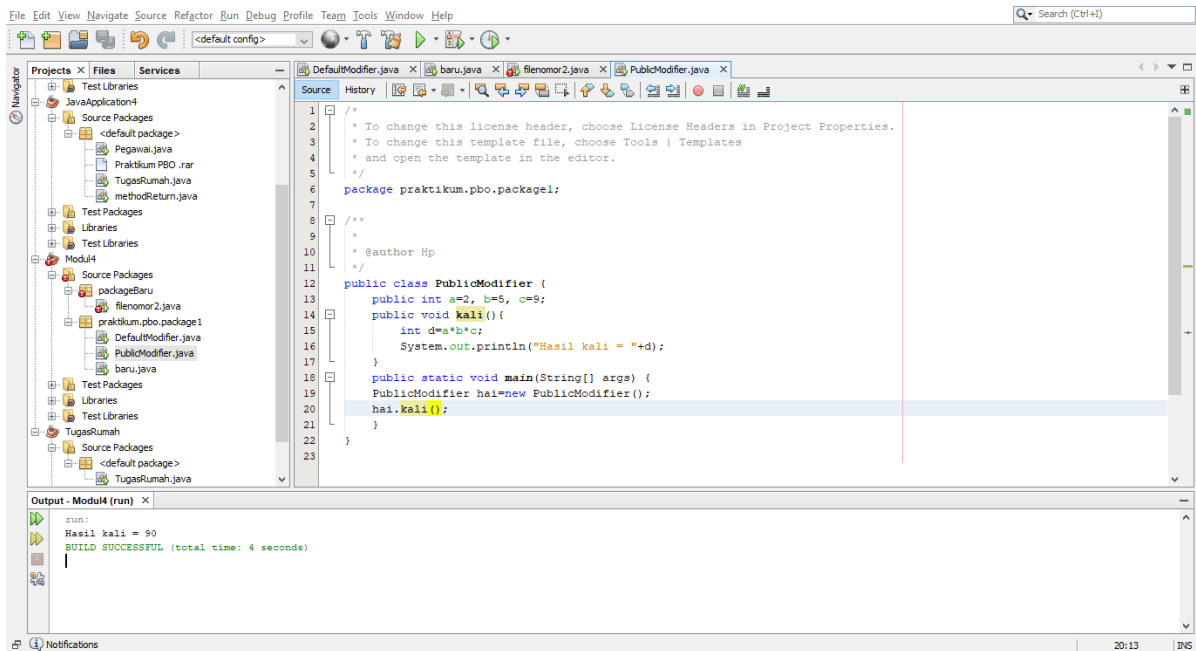 File Edit View Navigate Source Refactor Run Debug Profile Team Tools Window Help
Search (Ctrl+I)
<default config>
Navigator
Projects Files Services
Test Libraries
JavaApplication4
Source Packages
<default package>
Pegawai.java
Praktikum PBO .rar
TugasRumah.java
methodReturn.java
Test Packages
Libraries
Test Libraries
Modul4
Source Packages
packageBaru
filenomor2.java
praktikum.pbo.package1
DefaultModifier.java
PublicModifier.java
baru.java
Test Packages
Libraries
Test Libraries
TugasRumah
Source Packages
<default package>
TugasRumah.java
DefaultModifier.java baru.java filenomor2.java PublicModifier.java
Source History
1 /*
2 * To change this license header, choose License Headers in Project Properties.
3 * To change this template file, choose Tools | Templates
4 * and open the template in the editor.
5 */
6 package praktikum.pbo.package1;
7
8 /**
9 *
10 * @author Hp
11 */
12 public class PublicModifier {
13 public int a=2, b=5, c=9;
14 public void kali(){
15 int d=a*b*c;
16 System.out.println("Hasil kali = "+d);
17 }
18 public static void main(String[] args) {
19 PublicModifier hai=new PublicModifier();
20 hai.kali();
21 }
22 }
23
Output - Modul4 (run)
run:
Hasil kali = 90
BUILD SUCCESSFUL (total time: 4 seconds)
Notifications
20:13 INS